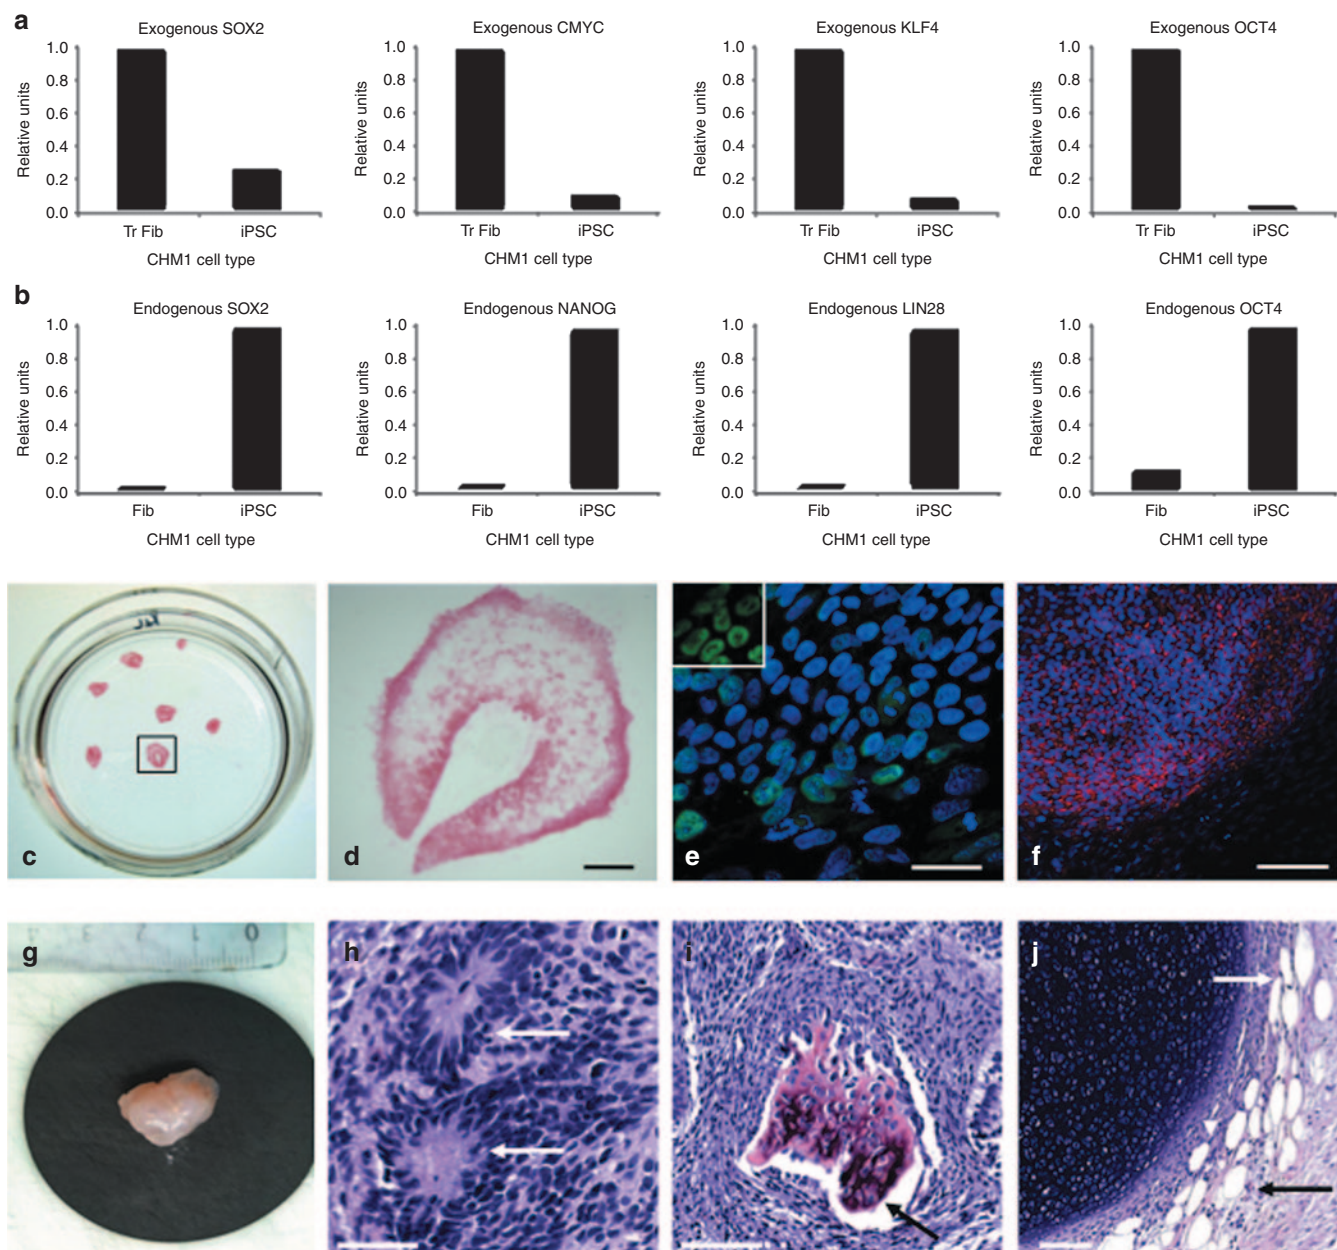 a
Exogenous SOX2
Exogenous CMYC
Exogenous KLF4
Exogenous OCT4
Relative units
1.0
0.8
0.6
0.4
0.2
0.0
Tr Fib
iPSC
CHM1 cell type
Relative units
1.0
0.8
0.6
0.4
0.2
0.0
Tr Fib
iPSC
CHM1 cell type
Relative units
1.0
0.8
0.6
0.4
0.2
0.0
Tr Fib
iPSC
CHM1 cell type
Relative units
1.0
0.8
0.6
0.4
0.2
0.0
Tr Fib
iPSC
CHM1 cell type
b
Endogenous SOX2
Endogenous NANOG
Endogenous LIN28
Endogenous OCT4
Relative units
1.0
0.8
0.6
0.4
0.2
0.0
Fib
iPSC
CHM1 cell type
Relative units
1.0
0.8
0.6
0.4
0.2
0.0
Fib
iPSC
CHM1 cell type
Relative units
1.0
0.8
0.6
0.4
0.2
0.0
Fib
iPSC
CHM1 cell type
Relative units
1.0
0.8
0.6
0.4
0.2
0.0
Fib
iPSC
CHM1 cell type
c
d
e
f
g
3 2 1 0
h
i
j